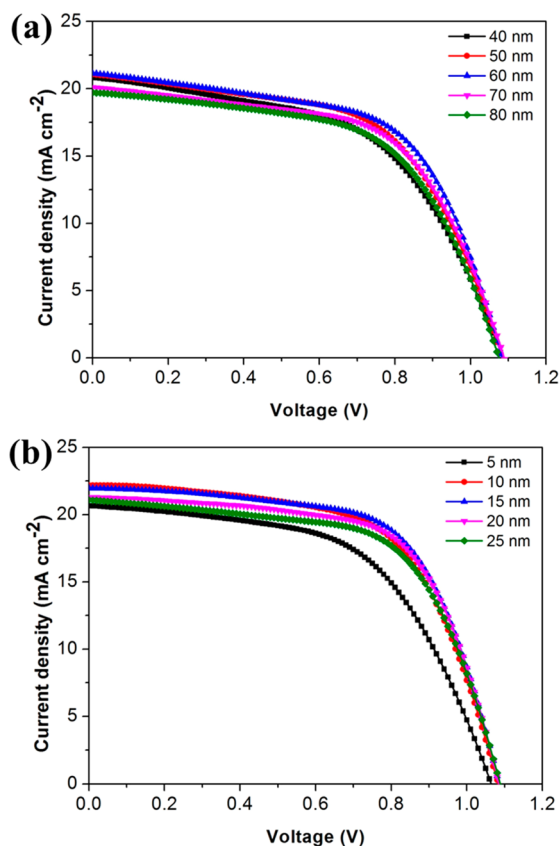 (a)
40 nm
50 nm
60 nm
70 nm
80 nm
25
20
15
10
5
0
Current density (mA cm-2)
0.0 0.2 0.4 0.6 0.8 1.0 1.2
Voltage (V)
(b)
5 nm
10 nm
15 nm
20 nm
25 nm
25
20
15
10
5
0
Current density (mA cm-2)
0.0 0.2 0.4 0.6 0.8 1.0 1.2
Voltage (V)